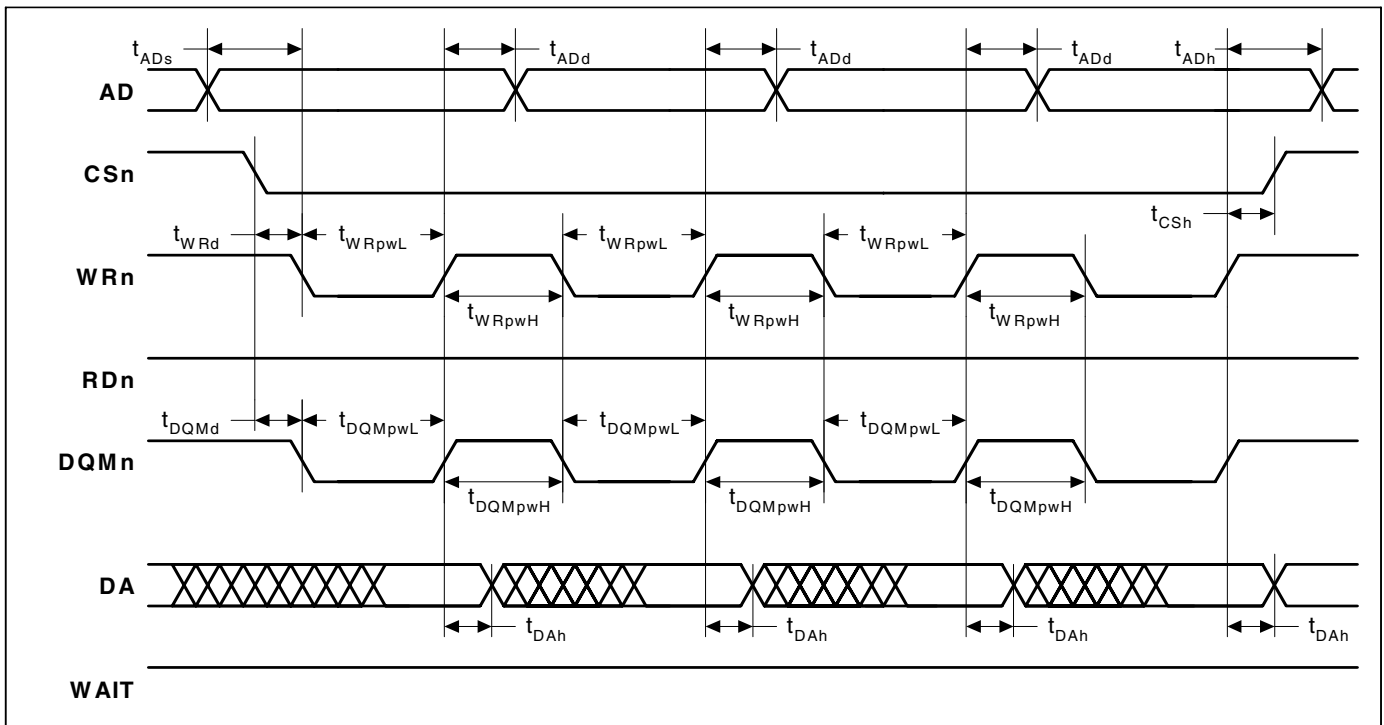 tADs tADd tADd tADd tADh
AD
CSn
tCSh
tWRd tWRpwL tWRpwL tWRpwL
WRn
tWRpwH tWRpwH tWRpwH
RDn
tDQMd tDQMpwL tDQMpwL tDQMpwL
DQMn
tDQMpwH tDQMpwH tDQMpwH
DA
tDAh tDAh tDAh tDAh
WAIT